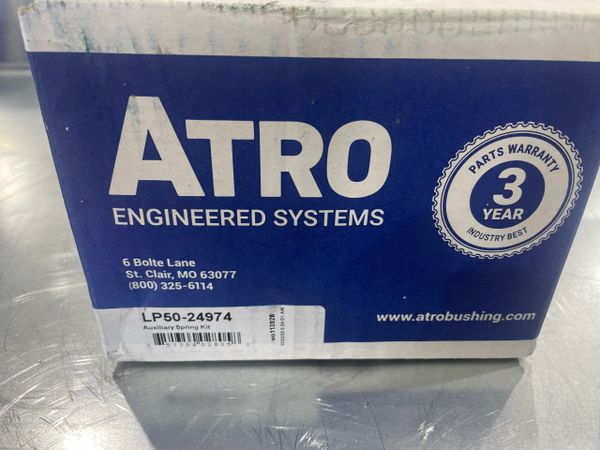 ATRO
ENGINEERED SYSTEMS
PARTS WARRANTY
3
YEAR
INDUSTRY BEST
6 Bolte Lane
St. Clair, MO 63077
(800) 325-6114
LP50-24974
Auxiliary Spring Kit
www.atrobushing.com